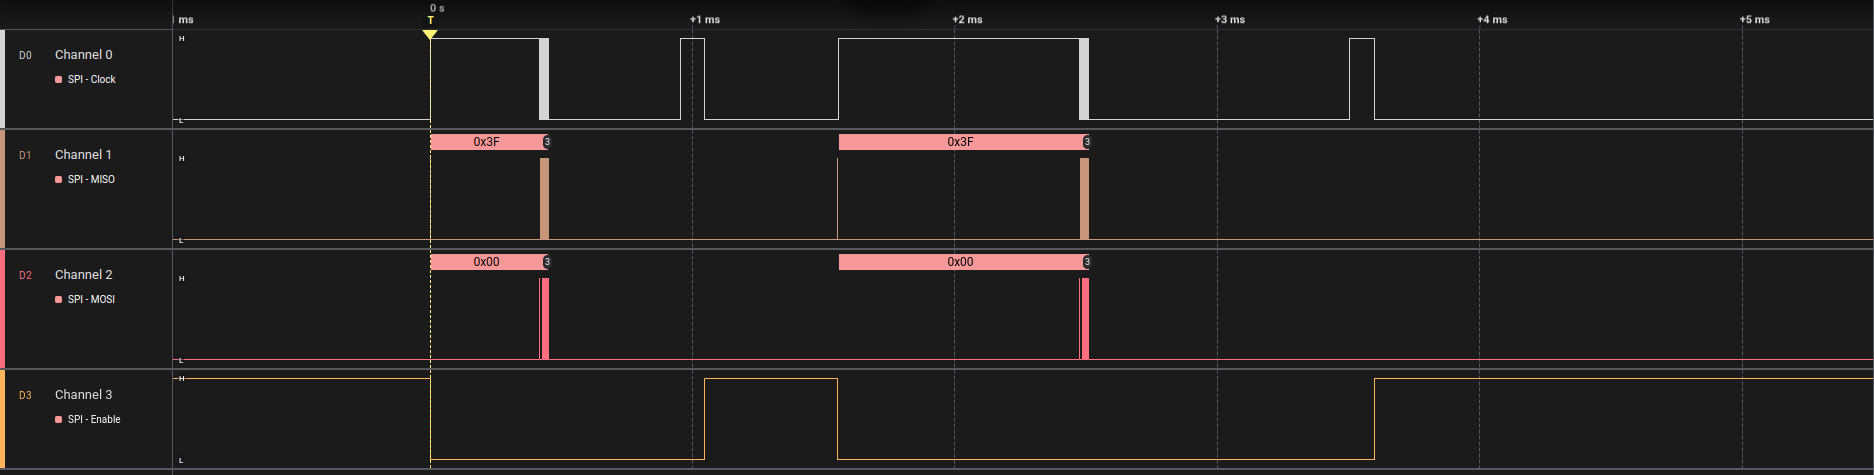 0 s
ms T +1 ms +2 ms +3 ms +4 ms +5 ms
D0 Channel 0 H
SPI - Clock
L
0x3F 3 0x3F 3
D1 Channel 1 H
SPI - MISO
L
0x00 3 0x00 3
D2 Channel 2 H
SPI - MOSI
L
H
D3 Channel 3
SPI - Enable
L